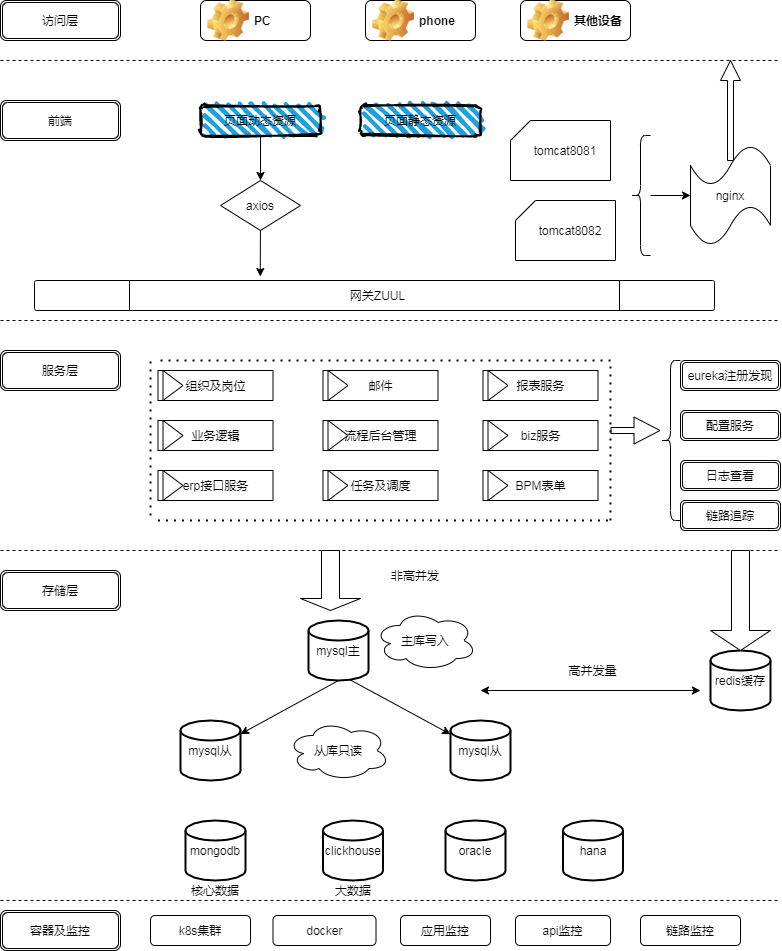 访问层
PC
phone
其他设备
前端
页面动态资源
页面静态资源
tomcat8081
axios
nginx
tomcat8082
网关ZUUL
服务层
组织及岗位
邮件
报表服务
eureka注册发现
业务逻辑
流程后台管理
biz服务
配置服务
erp接口服务
任务及调度
BPM表单
日志查看
链路追踪
存储层
非高并发
mysql主
主库写入
高并发量
redis缓存
mysql从
从库只读
mysql从
mongodb
clickhouse
oracle
hana
核心数据
大数据
容器及监控
k8s集群
docker
应用监控
api监控
链路监控